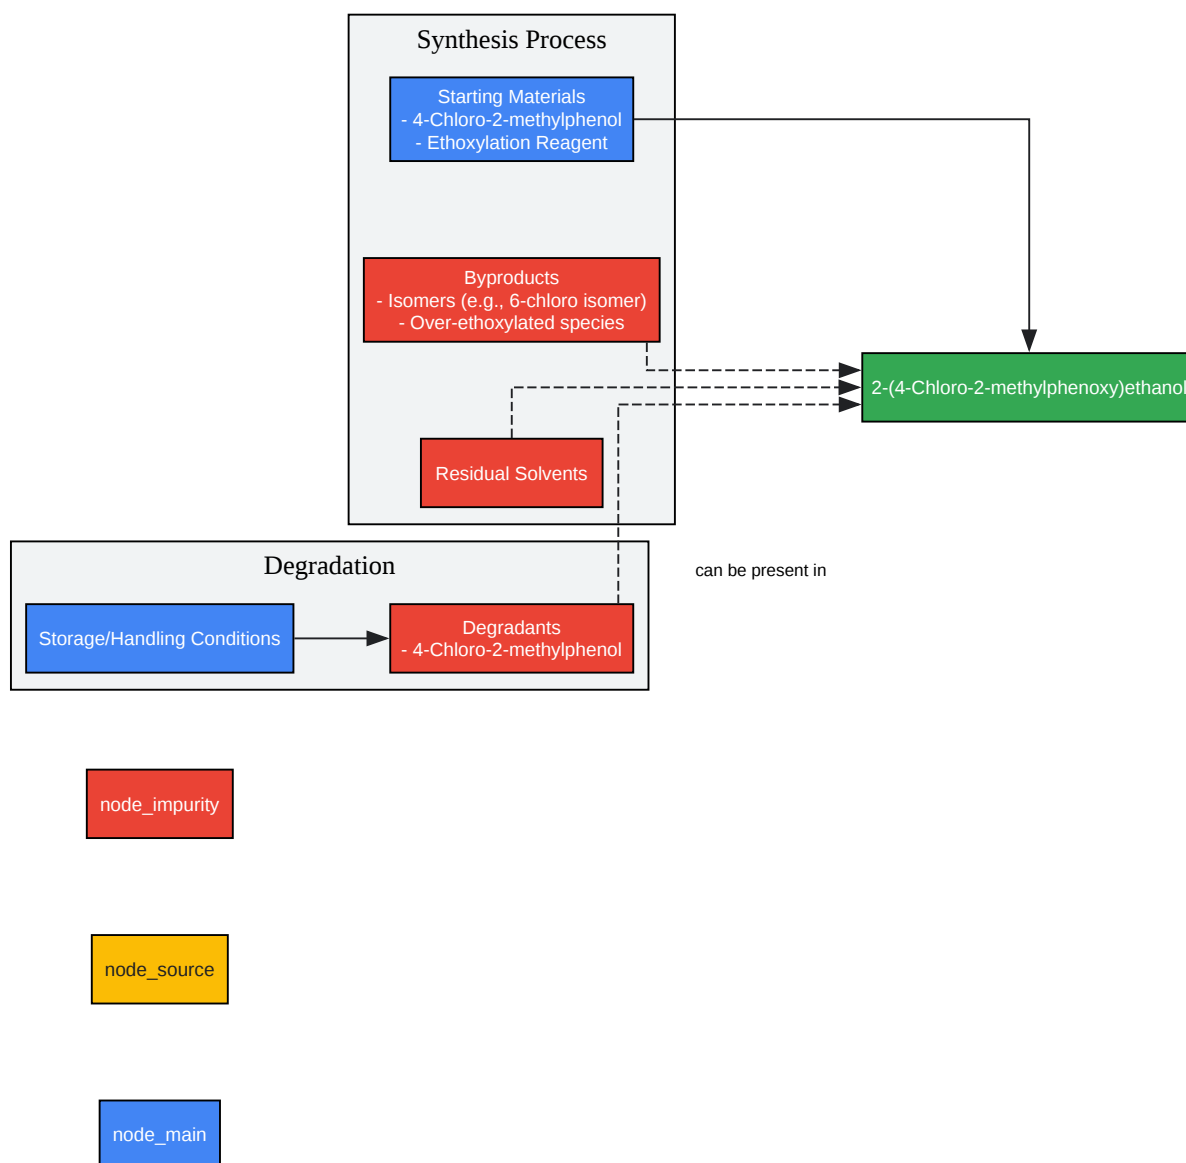 Synthesis Process
Starting Materials
- 4-Chloro-2-methylphenol
- Ethoxylation Reagent
Byproducts
- Isomers (e.g., 6-chloro isomer)
- Over-ethoxylated species
2-(4-Chloro-2-methylphenoxy)ethanol
Residual Solvents
Degradation
can be present in
Storage/Handling Conditions
Degradants
- 4-Chloro-2-methylphenol
node_impurity
node_source
node_main